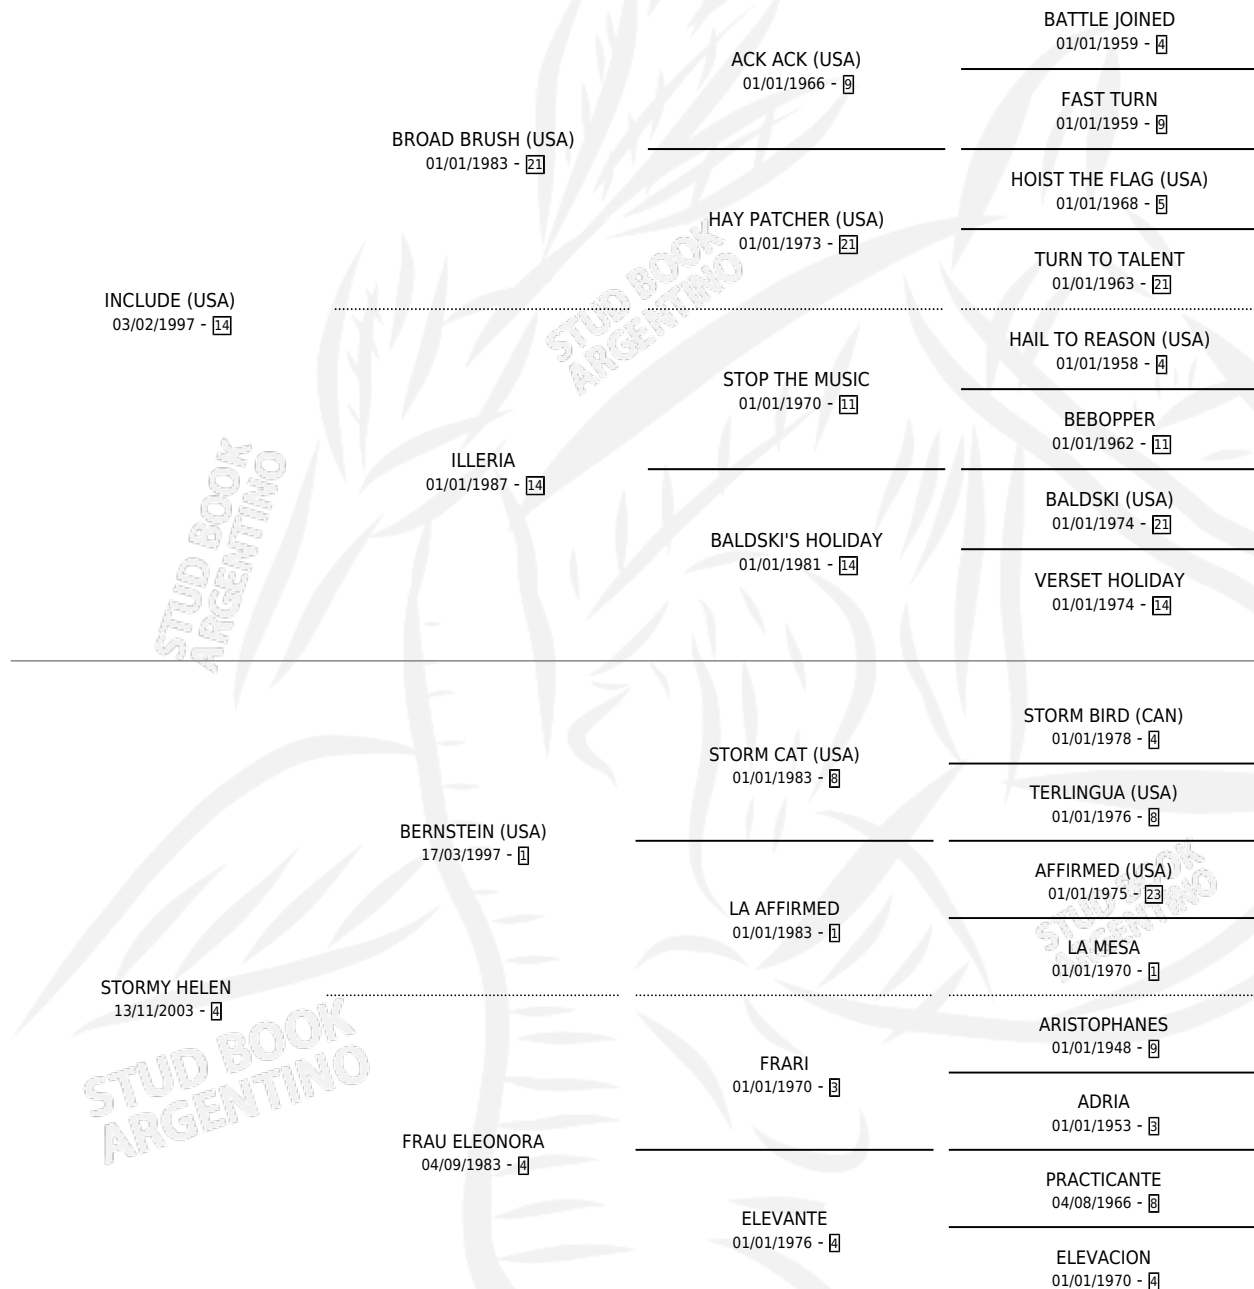 BATTLE JOINED
01/01/1959 - 4
ACK ACK (USA)
01/01/1966 - 9
FAST TURN
01/01/1959 - 9
BROAD BRUSH (USA)
01/01/1983 - 21
HOIST THE FLAG (USA)
01/01/1968 - 5
HAY PATCHER (USA)
01/01/1973 - 21
TURN TO TALENT
01/01/1963 - 21
INCLUDE (USA)
03/02/1997 - 14
HAIL TO REASON (USA)
01/01/1958 - 4
STOP THE MUSIC
01/01/1970 - 11
BEBOPPER
01/01/1962 - 11
ILLERIA
01/01/1987 - 14
BALDSKI (USA)
01/01/1974 - 21
BALDSKI'S HOLIDAY
01/01/1981 - 14
VERSET HOLIDAY
01/01/1974 - 14
STORM BIRD (CAN)
01/01/1978 - 4
STORM CAT (USA)
01/01/1983 - 8
TERLINGUA (USA)
01/01/1976 - 8
BERNSTEIN (USA)
17/03/1997 - 1
AFFIRMED (USA)
01/01/1975 - 23
LA AFFIRMED
01/01/1983 - 1
LA MESA
01/01/1970 - 1
STORMY HELEN
13/11/2003 - 4
ARISTOPHANES
01/01/1948 - 9
FRARI
01/01/1970 - 3
ADRIA
01/01/1953 - 3
FRAU ELEONORA
04/09/1983 - 4
PRACTICANTE
04/08/1966 - 8
ELEVANTE
01/01/1976 - 4
ELEVACION
01/01/1970 - 4
STUD BOOK
ARGENTINO
STUD BOOK
ARGENTINO
STUD BOOK
ARGENTINO
STUD BOOK
ARGENTINO